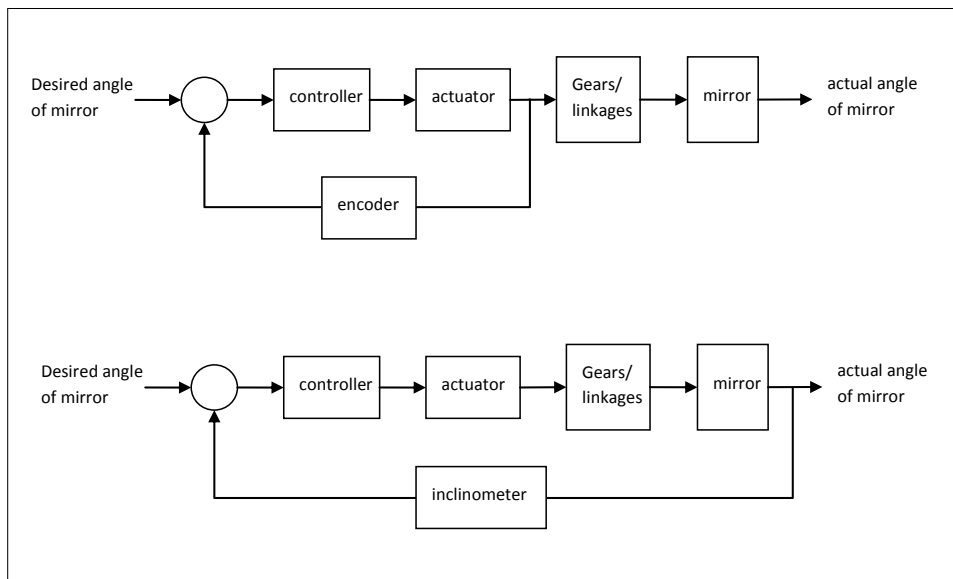 Desired angle
of mirror
controller
actuator
Gears/
linkages
mirror
actual angle
of mirror
encoder
Desired angle
of mirror
controller
actuator
Gears/
linkages
mirror
actual angle
of mirror
inclinometer